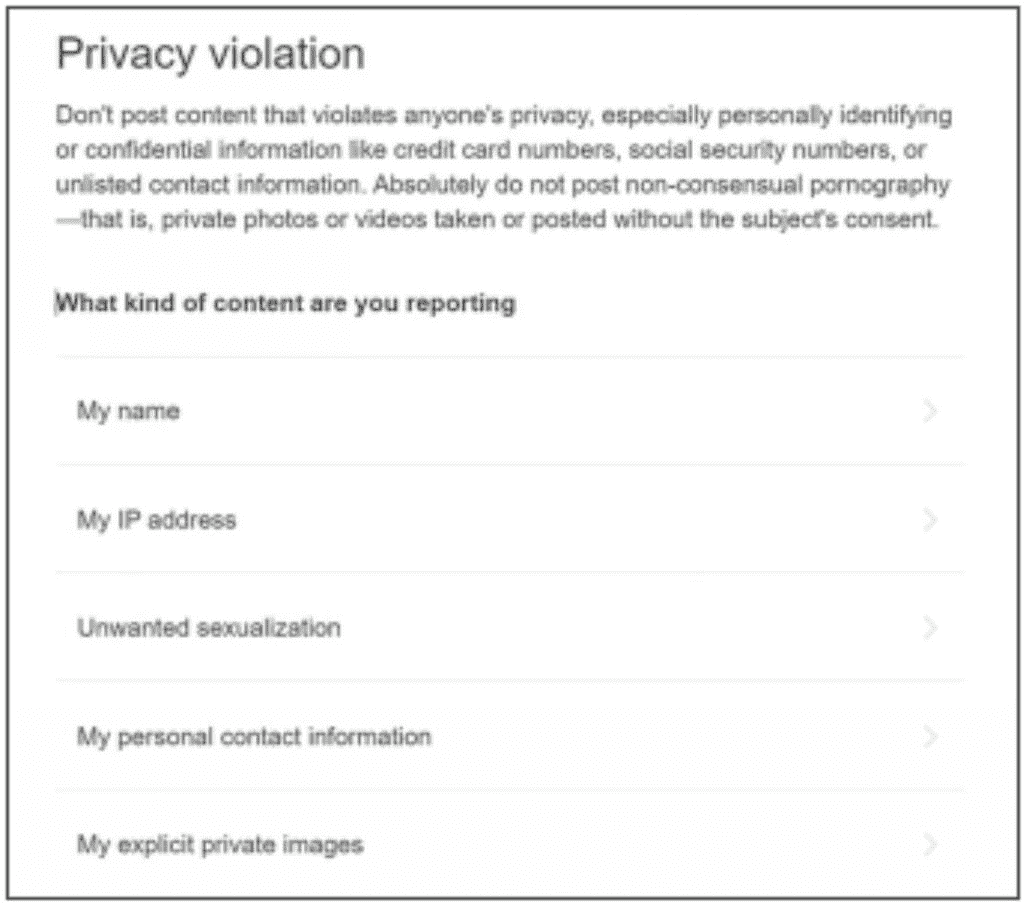 Privacy violation
Don't post content that violates anyone's privacy, especially personally identifying
or confidential information like credit card numbers, social security numbers, or
unlisted contact information. Absolutely do not post non-consensual pornography
—that is, private photos or videos taken or posted without the subject's consent.
What kind of content are you reporting
My name
My IP address
Unwanted sexualization
My personal contact information
My explicit private images